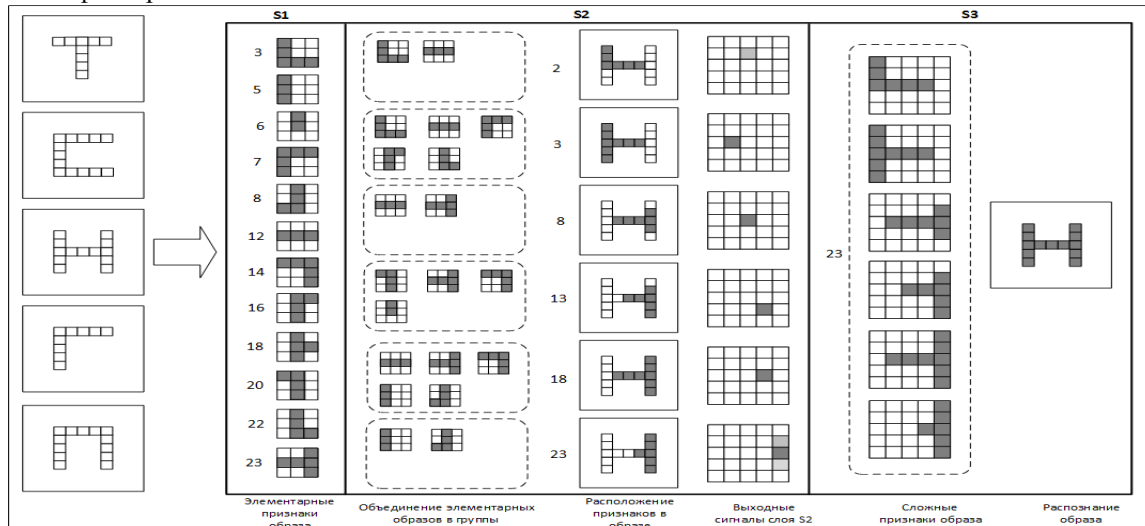 S1 S2 S3
3
5
6
7
8
12
14
16
18
20
22
23
2
3
8
13
18
23
23
Элементарные признаки образа
Объединение элементарных образов в группы
Расположение признаков в образе
Выходные сигналы слоя S2
Сложные признаки образа
Распознание образа